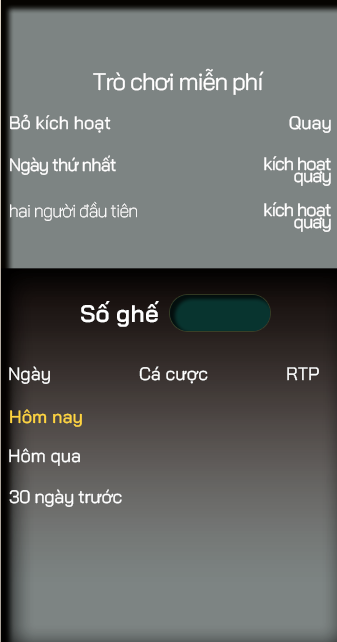 Trò chơi miễn phí
Bỏ kích hoạt Quay
Ngày thứ nhất kích hoạt
quay
hai người đầu tiên kích hoạt
quay
Số ghế
Ngày Cá cược RTP
Hôm nay
Hôm qua
30 ngày trước